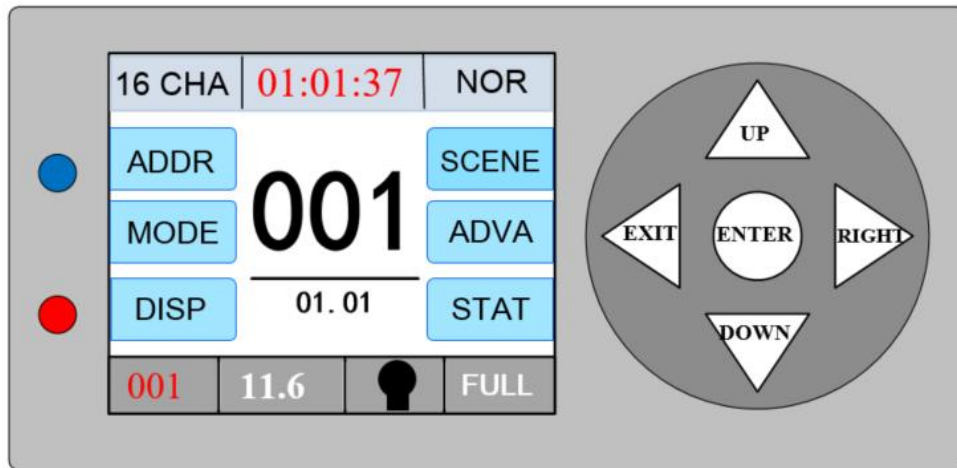 16 CHA 01:01:37 NOR
ADDR SCENE
001
MODE ADVA
DISP STAT
01.01
001 11.6 FULL
UP
EXIT ENTER RIGHT
DOWN